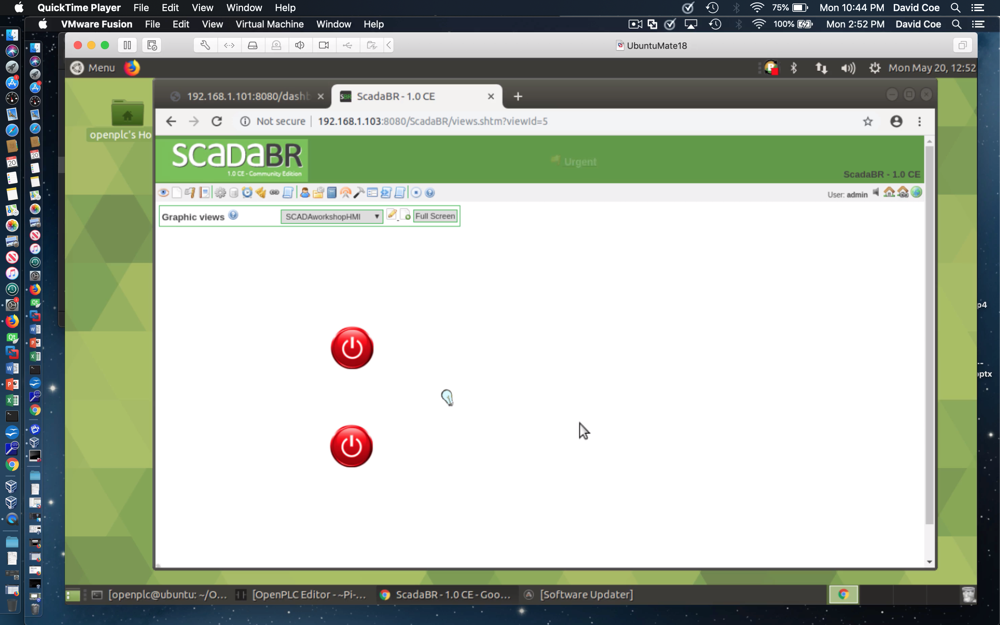 QuickTime Player File Edit View Window Help 75% Mon 10:44 PM David Coe
VMware Fusion File Edit View Virtual Machine Window Help 100% Mon 2:52 PM David Coe
UbuntuMate18
Menu Mon May 20, 12:52
192.168.1.101:8080/dashb ScadaBR - 1.0 CE
openplc's Ho
Not secure 192.168.1.103:8080/ScadaBR/views.shtm?viewId=5
SCADABR
1.0 CE - Community Edition
Urgent
ScadaBR - 1.0 CE
User: admin
Graphic views SCADAworkshopHMI Full Screen
p4
--
pptx
[openplc@ubuntu: ~/O... [OpenPLC Editor - ~Pi-... ScadaBR - 1.0 CE - Goo... [Software Updater]